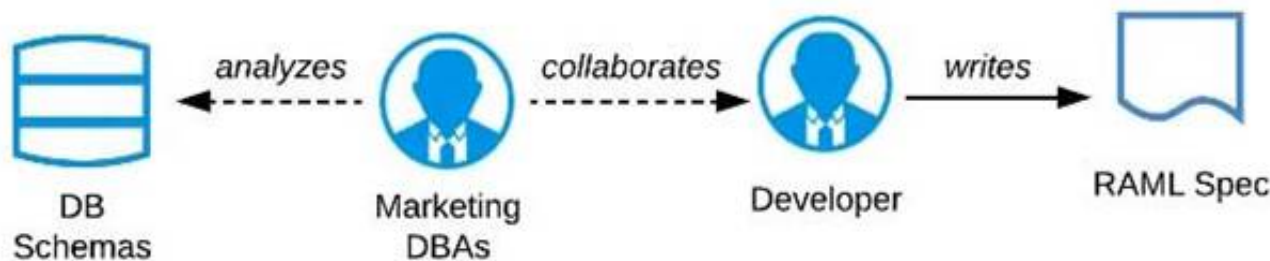 analyzes
collaborates
writes
DB
Schemas
Marketing
DBAs
Developer
RAML Spec